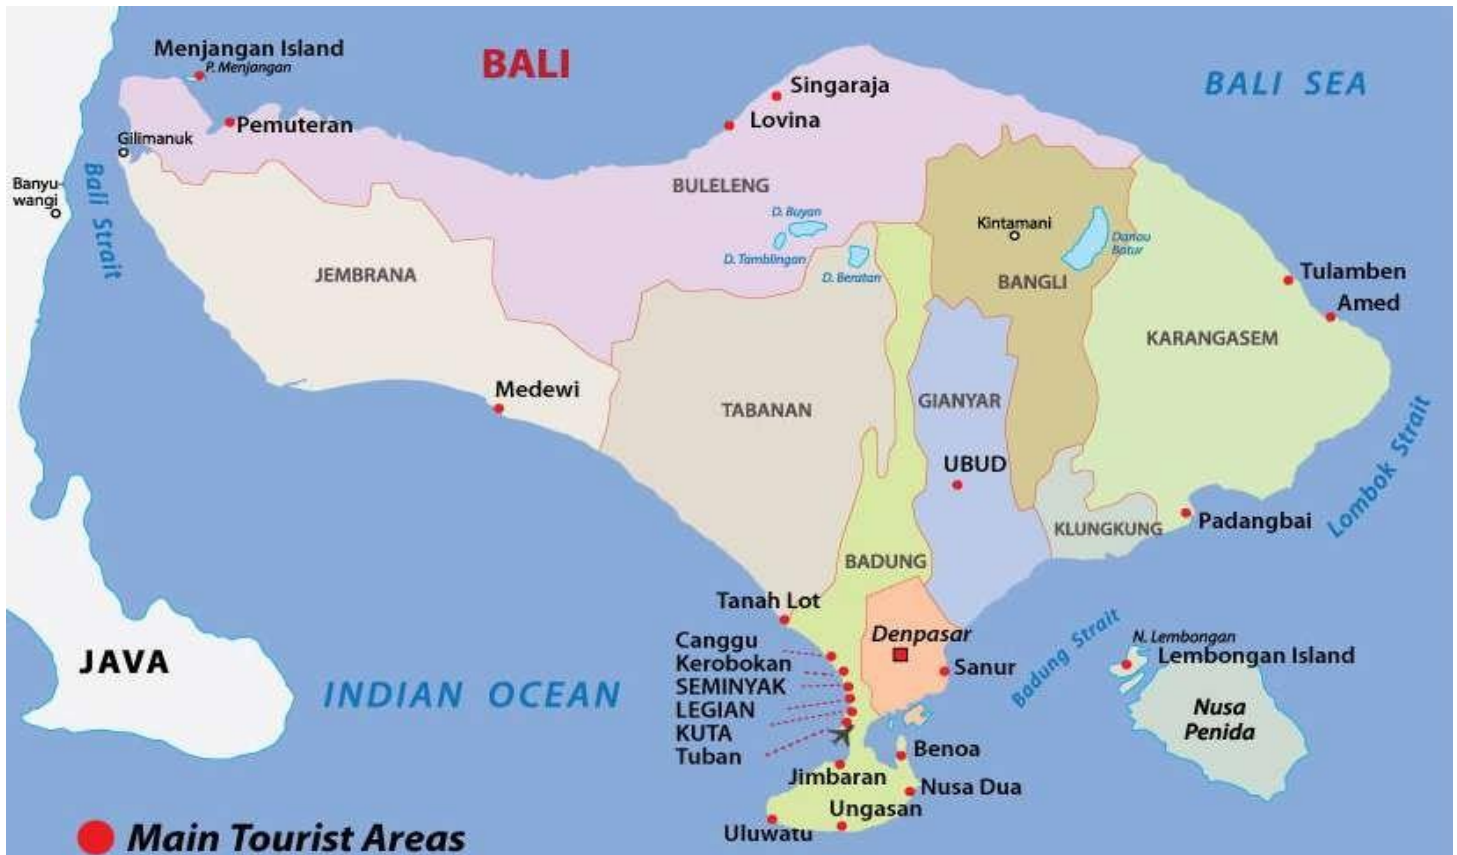 Menjangan Island
P. Menjangan
BALI
BALI SEA
Singaraja
Lovina
Pemuteran
Gilimanuk
Banyu-
wangi
Bali Strait
BULELENG
D. Buyan
D. Tamblingan
D. Beratan
Kintamani
Danau
Batur
BANGLI
JEMBRANA
Tulamben
Amed
KARANGASEM
Medewi
TABANAN
GIANYAR
UBUD
Lombok Strait
Padangbai
KLUNGKUNG
BADUNG
Tanah Lot
Canggu
Kerobokan
SEMINYAK
LEGIAN
KUTA
Tuban
Denpasar
Sanur
Badung Strait
N. Lembongan
Lembongan Island
Nusa
Penida
JAVA
INDIAN OCEAN
Benoa
Jimbaran
Nusa Dua
Ungasan
Uluwatu
Main Tourist Areas